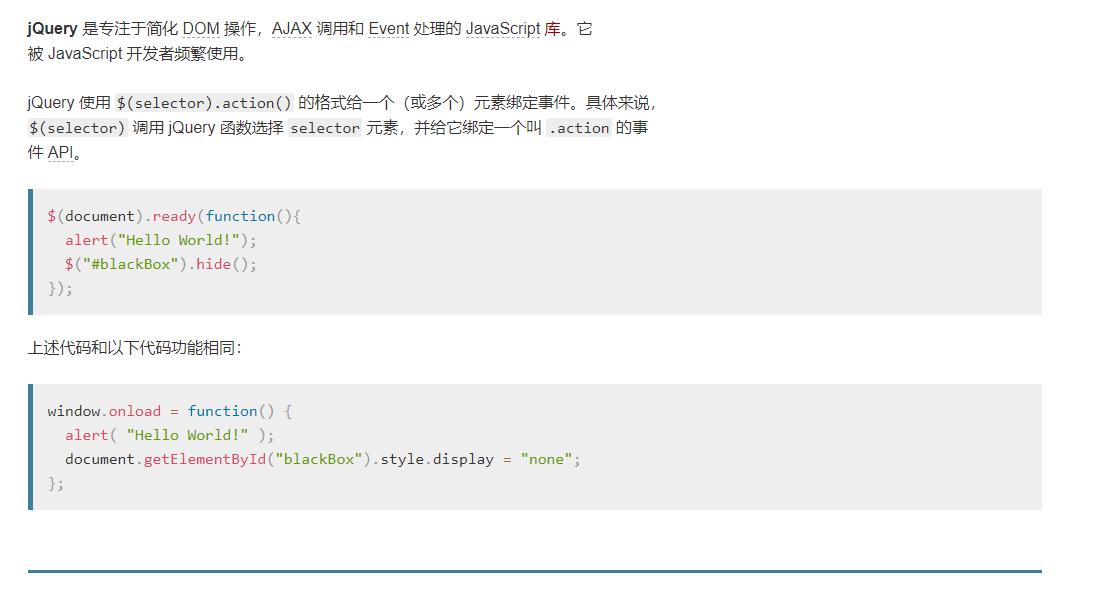 jQuery 是专注于简化 DOM 操作，AJAX 调用和 Event 处理的 JavaScript 库。它
被 JavaScript 开发者频繁使用。
jQuery 使用 $(selector).action() 的格式给一个（或多个）元素绑定事件。具体来说，
$(selector) 调用 jQuery 函数选择 selector 元素，并给它绑定一个叫 .action 的事
件 API。
$(document).ready(function(){
  alert("Hello World!");
  $("#blackBox").hide();
});
上述代码和以下代码功能相同：
window.onload = function() {
  alert( "Hello World!" );
  document.getElementById("blackBox").style.display = "none";
};